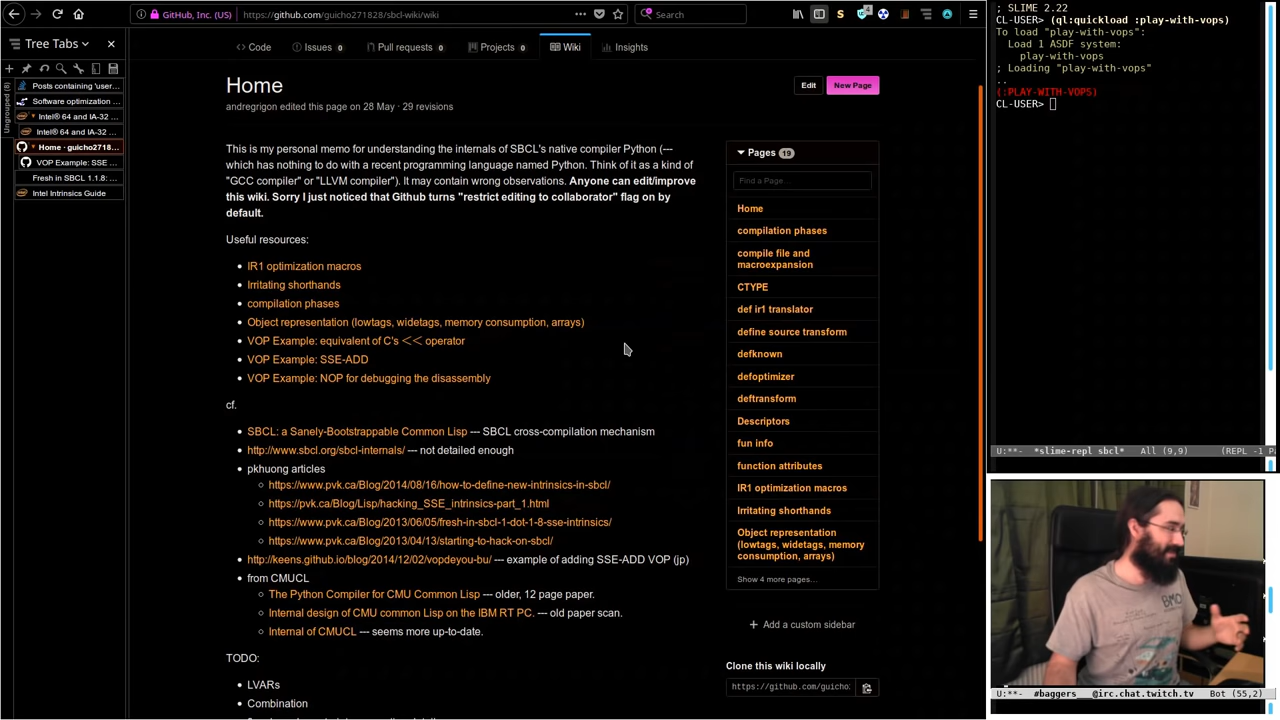 GitHub, Inc. (US)
https://github.com/guicho271828/sbcl-wiki/wiki
Search
Tree Tabs
Ungrouped (8)
Posts containing 'user...
Software optimization ...
Intel® 64 and IA-32 ...
Intel® 64 and IA-32 ...
Home · guicho2718...
VOP Example: SSE ...
Fresh in SBCL 1.1.8: ...
Intel Intrinsics Guide
Code
Issues 0
Pull requests 0
Projects 0
Wiki
Insights
Home
Edit
New Page
andregrigon edited this page on 28 May · 29 revisions
This is my personal memo for understanding the internals of SBCL's native compiler Python (---
which has nothing to do with a recent programming language named Python. Think of it as a kind of
"GCC compiler" or "LLVM compiler"). It may contain wrong observations. Anyone can edit/improve
this wiki. Sorry I just noticed that Github turns "restrict editing to collaborator" flag on by
default.
Useful resources:
IR1 optimization macros
Irritating shorthands
compilation phases
Object representation (lowtags, widetags, memory consumption, arrays)
VOP Example: equivalent of C's << operator
VOP Example: SSE-ADD
VOP Example: NOP for debugging the disassembly
cf.
SBCL: a Sanely-Bootstrappable Common Lisp --- SBCL cross-compilation mechanism
http://www.sbcl.org/sbcl-internals/ --- not detailed enough
pkhuong articles
https://www.pvk.ca/Blog/2014/08/16/how-to-define-new-intrinsics-in-sbcl/
https://pvk.ca/Blog/Lisp/hacking_SSE_intrinsics-part_1.html
https://www.pvk.ca/Blog/2013/06/05/fresh-in-sbcl-1-dot-1-8-sse-intrinsics/
https://www.pvk.ca/Blog/2013/04/13/starting-to-hack-on-sbcl/
http://keens.github.io/blog/2014/12/02/vopdeyou-bu/ --- example of adding SSE-ADD VOP (jp)
from CMUCL
The Python Compiler for CMU Common Lisp --- older, 12 page paper.
Internal design of CMU common Lisp on the IBM RT PC. --- old paper scan.
Internal of CMUCL --- seems more up-to-date.
TODO:
LVARs
Combination
Pages 19
Find a Page...
Home
compilation phases
compile file and
macroexpansion
CTYPE
def ir1 translator
define source transform
defknown
defoptimizer
deftransform
Descriptors
fun info
function attributes
IR1 optimization macros
Irritating shorthands
Object representation
(lowtags, widetags, memory
consumption, arrays)
Show 4 more pages...
+ Add a custom sidebar
Clone this wiki locally
https://github.com/guicho
; SLIME 2.22
CL-USER> (ql:quickload :play-with-vops)
To load "play-with-vops":
Load 1 ASDF system:
play-with-vops
; Loading "play-with-vops"
..
(:PLAY-WITH-VOPS)
CL-USER>
U:**- *slime-repl sbcl* All (9,9) (REPL -1 P
BMO
U:**- #baggers__@irc.chat.twitch.tv Bot (55,2)